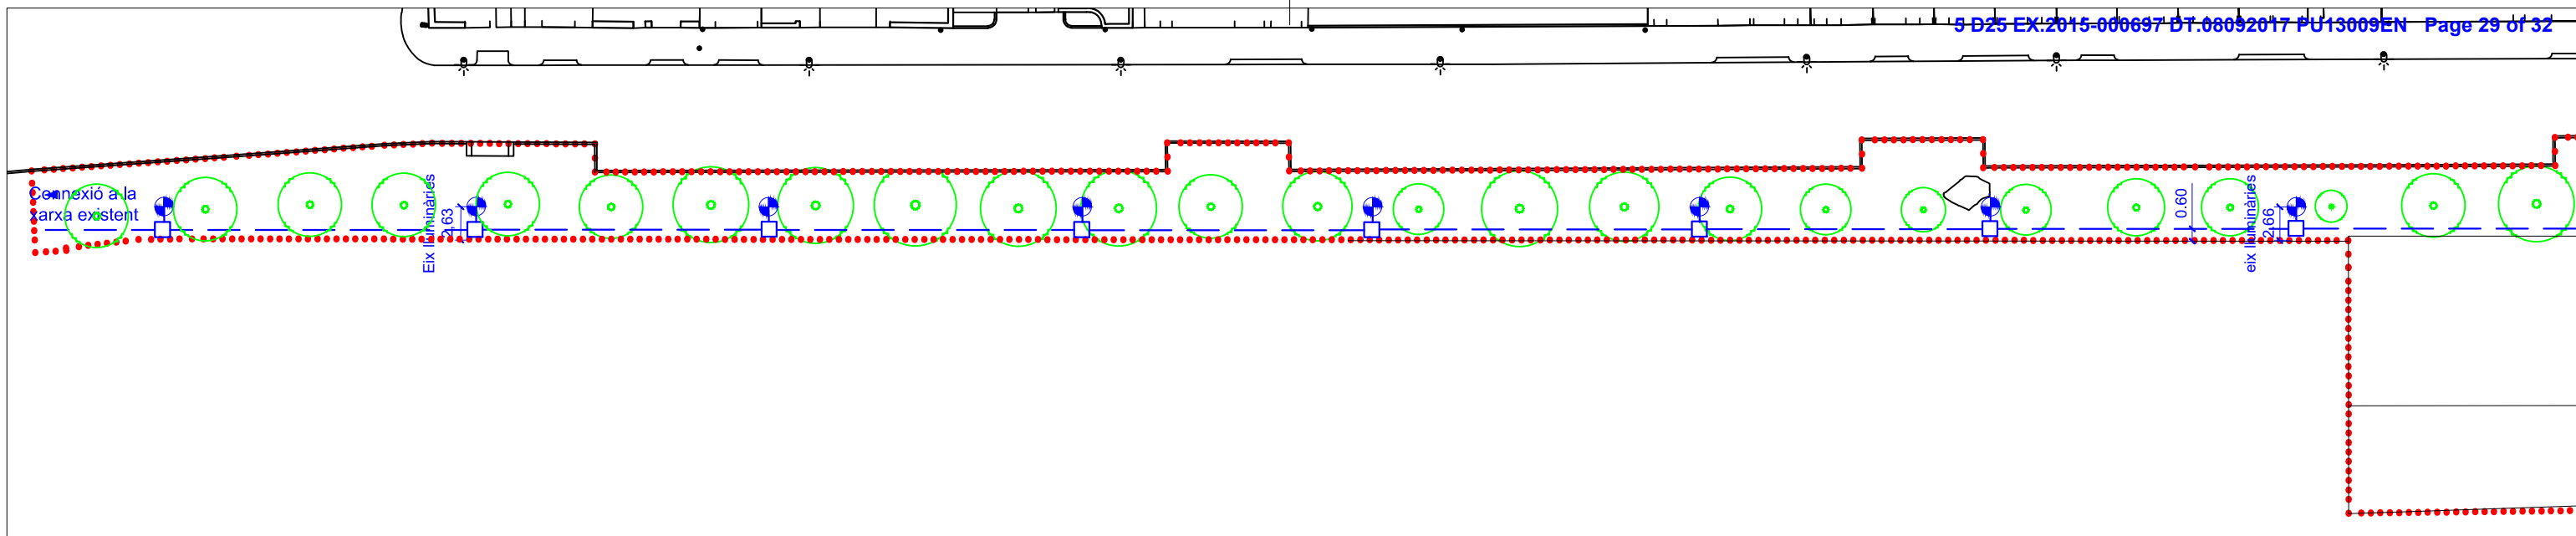 5 D25 EX.2015-000697 DT.08092017 PU13009EN Page 29 of 32
Connexió a la
xarxa existent
Eix lluminàries
2,63
0.60
eix lluminàries
2,66